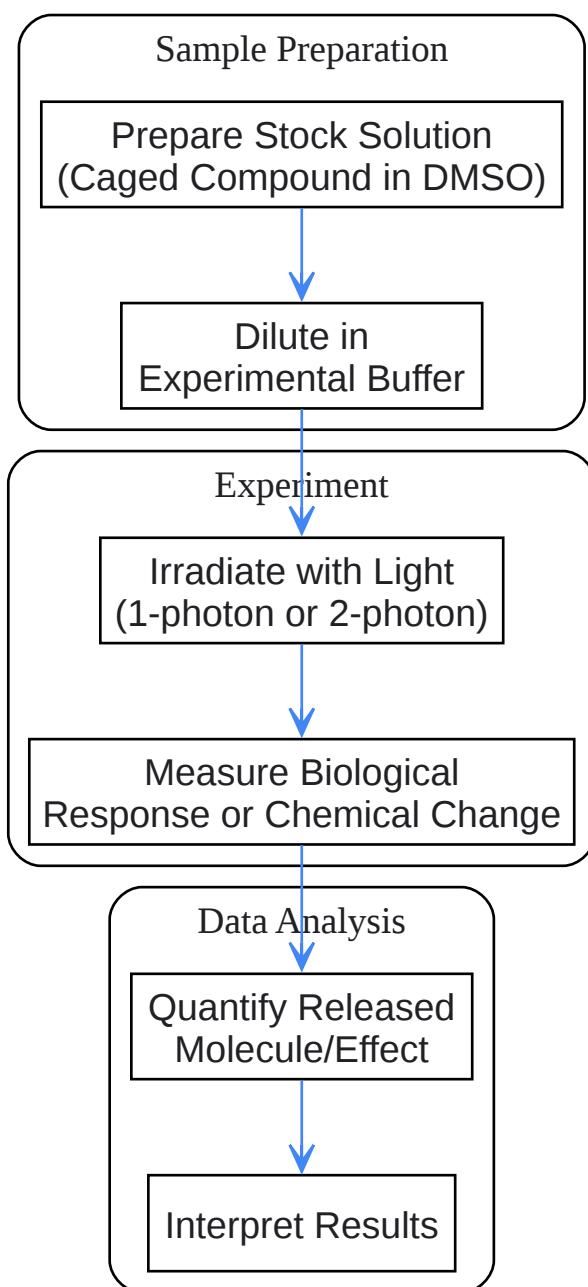 Sample Preparation
Prepare Stock Solution
(Caged Compound in DMSO)
Dilute in
Experimental Buffer
Experiment
Irradiate with Light
(1-photon or 2-photon)
Measure Biological
Response or Chemical Change
Data Analysis
Quantify Released
Molecule/Effect
Interpret Results